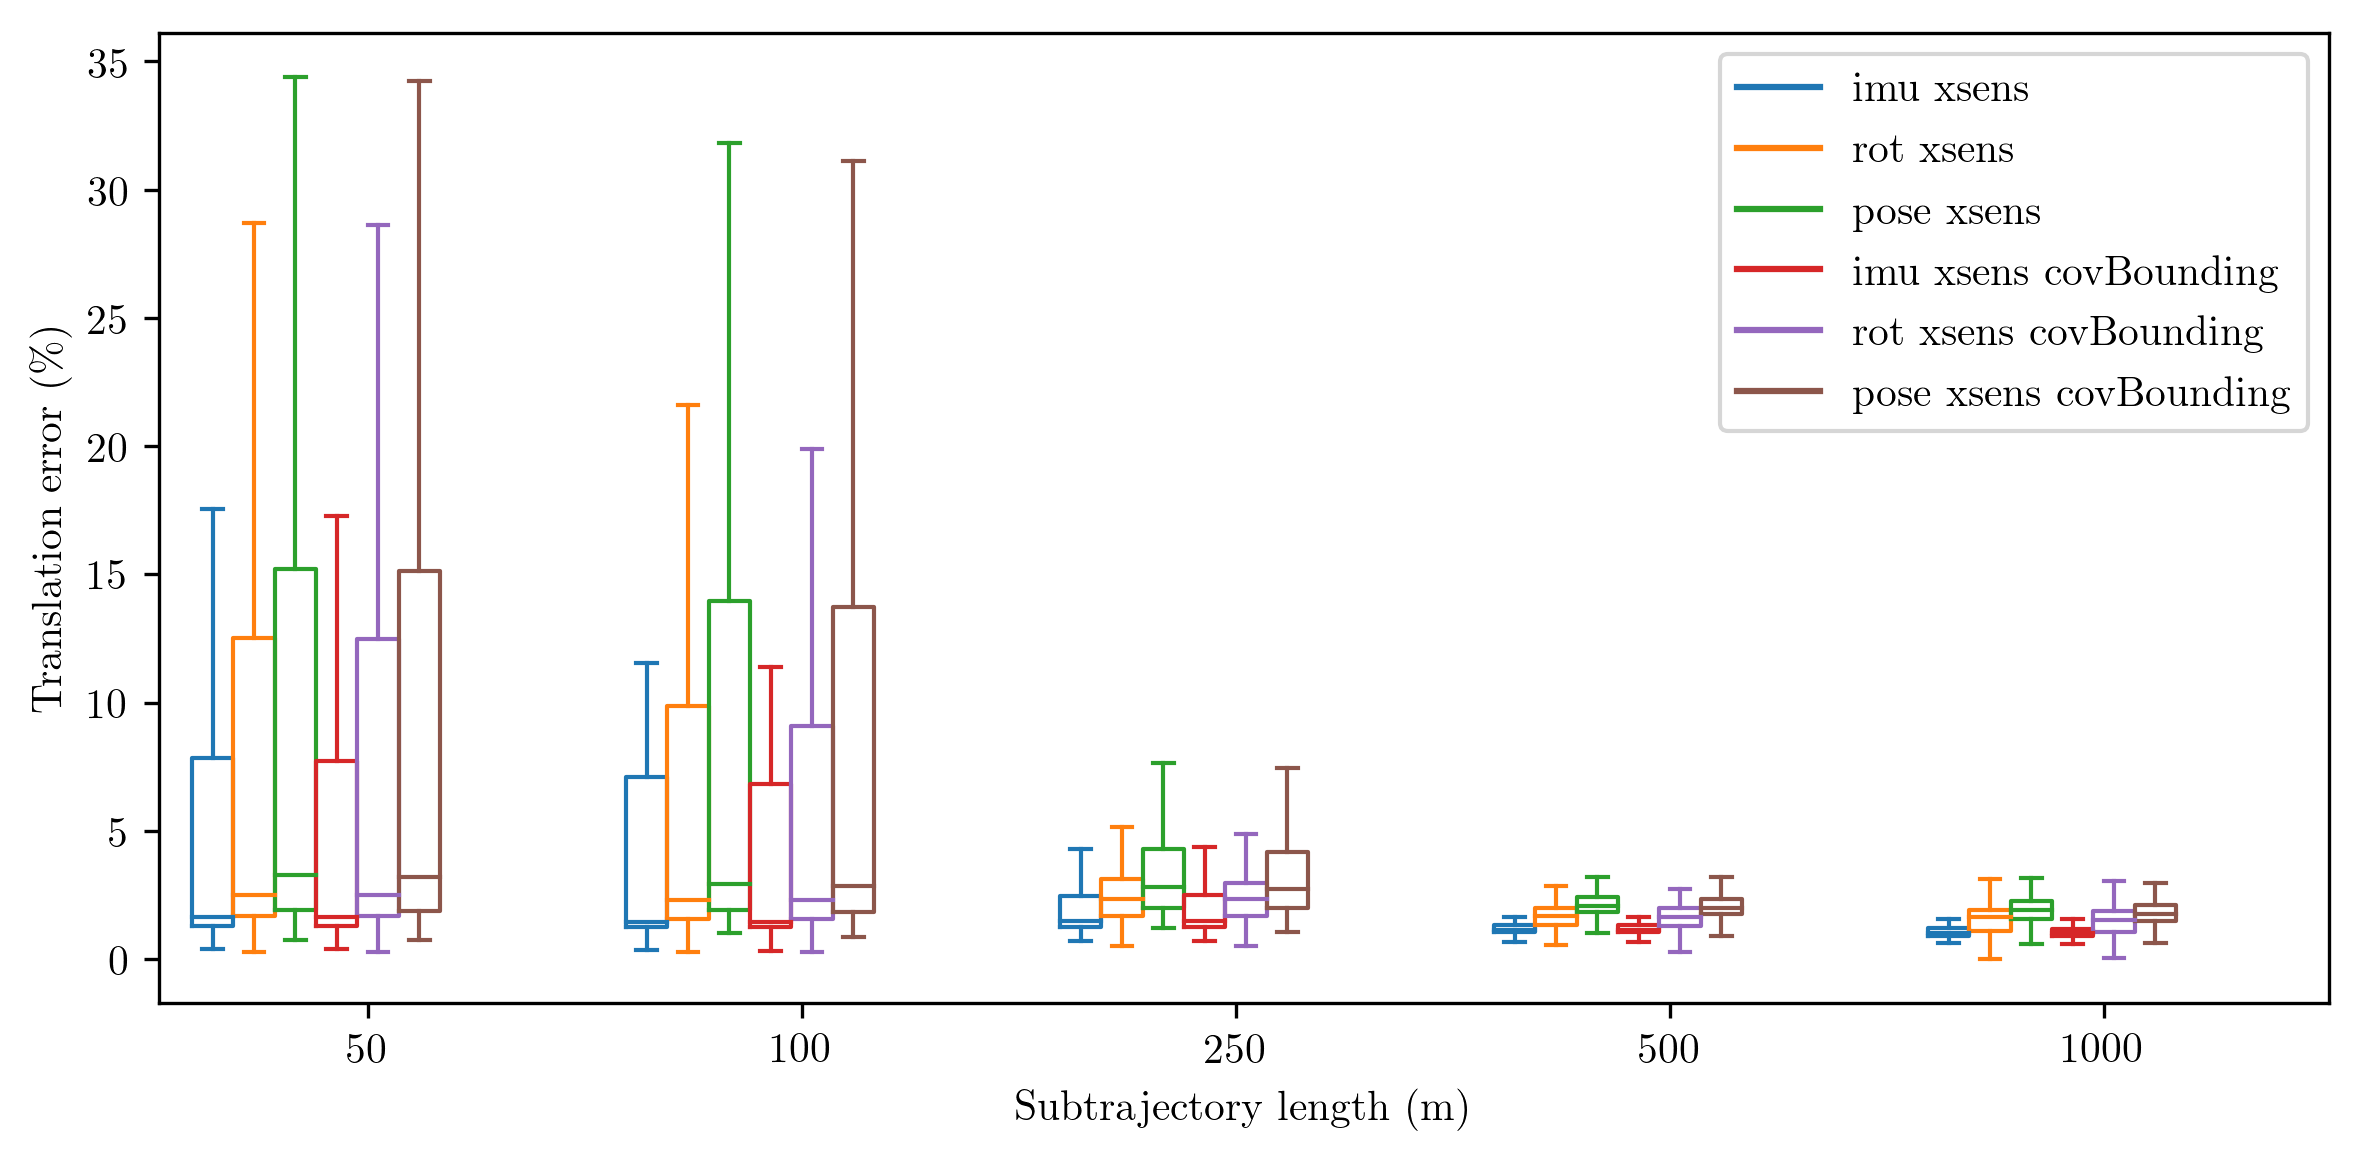 35
30
25
20
15
10
5
0
Translation error (%)
imu xsens
rot xsens
pose xsens
imu xsens covBounding
rot xsens covBounding
pose xsens covBounding
50 100 250 500 1000
Subtrajectory length (m)